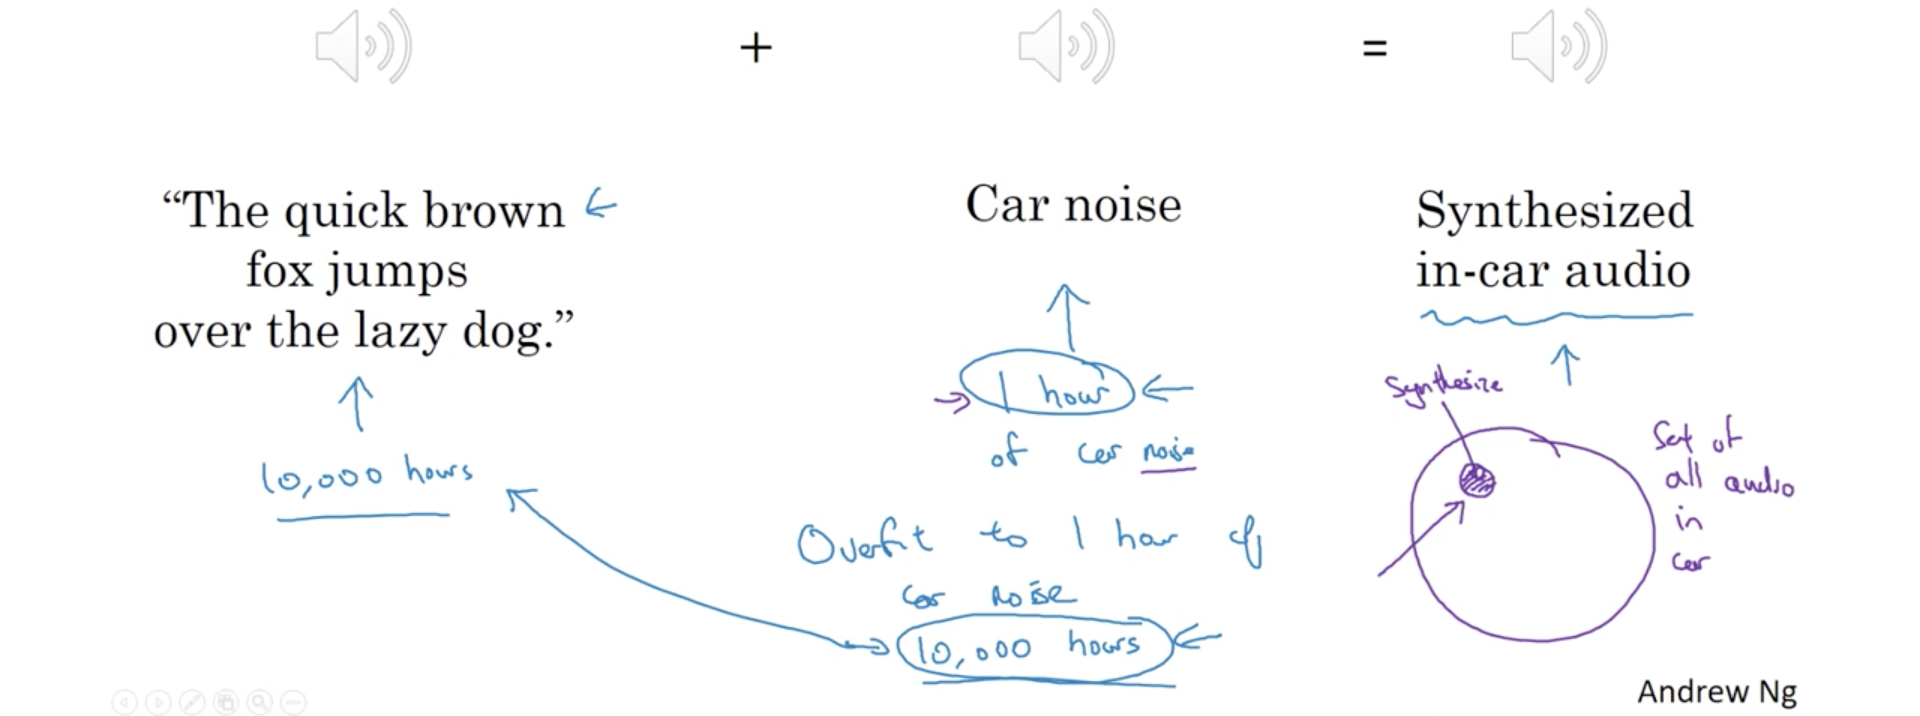 +
=
“The quick brown
fox jumps
over the lazy dog.”
10,000 hours
Car noise
1 hour
of car noise
Overfit to 1 hour of
car noise
10,000 hours
Synthesized
in-car audio
Synthesize
Set of
all audio
in
car
Andrew Ng